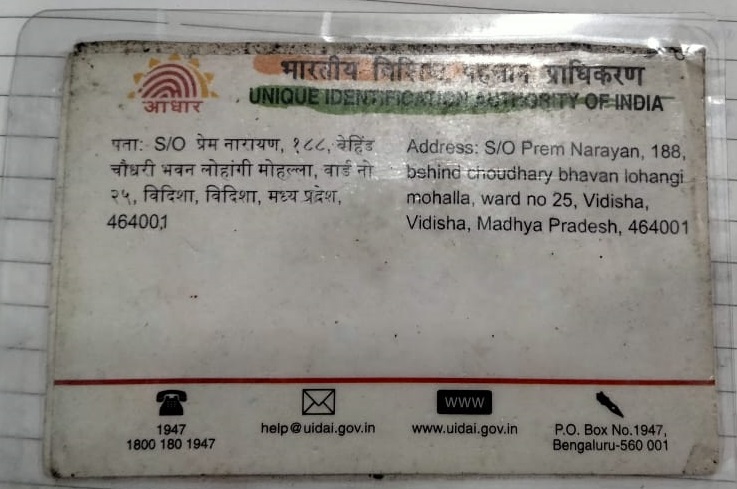 आधार
भारतीय विशिष्ट पहचान प्राधिकरण
UNIQUE IDENTIFICATION AUTHORITY OF INDIA
पता: S/O प्रेम नारायण, १८८, बेहिंड
चौधरी भवन लोहांगी मोहल्ला, वार्ड नो
२५, विदिशा, विदिशा, मध्य प्रदेश,
464001
Address: S/O Prem Narayan, 188,
behind choudhary bhavan lohangi
mohalla, ward no 25, Vidisha,
Vidisha, Madhya Pradesh, 464001
1947
1800 180 1947
help@uidai.gov.in
WWW
www.uidai.gov.in
P.O. Box No.1947,
Bengaluru-560 001